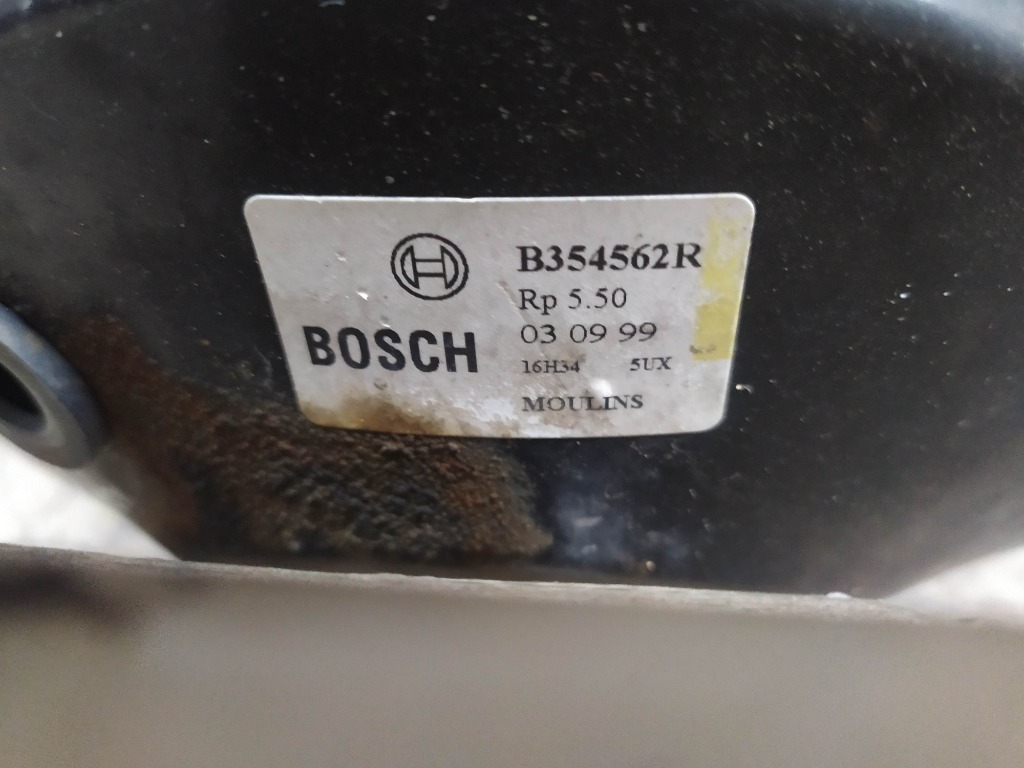 BOSCH
B354562R
Rp 5.50
03 09 99
16H34 5UX
MOULINS